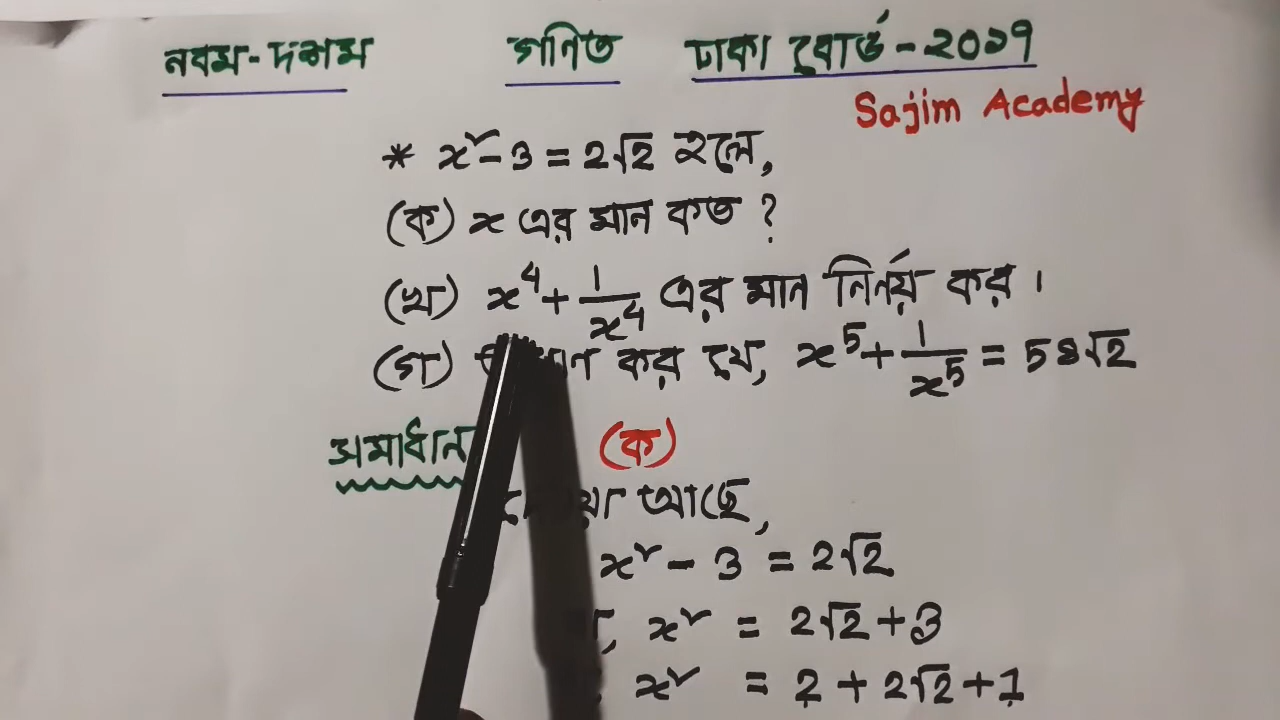 নবম-দশম গনিত ঢাকা বোর্ড-২০১৭
Sajim Academy
* x²-3=2√2 হলে,
(ক) x এর মান কত ?
(খ) x⁴+1/x⁴ এর মান নির্নয় কর ।
(গ) কর যে, x⁵+1/x⁵=58√2
সমাধান (ক)
আছে,
x²-3=2√2
x²=2√2+3
x²=2+2√2+1